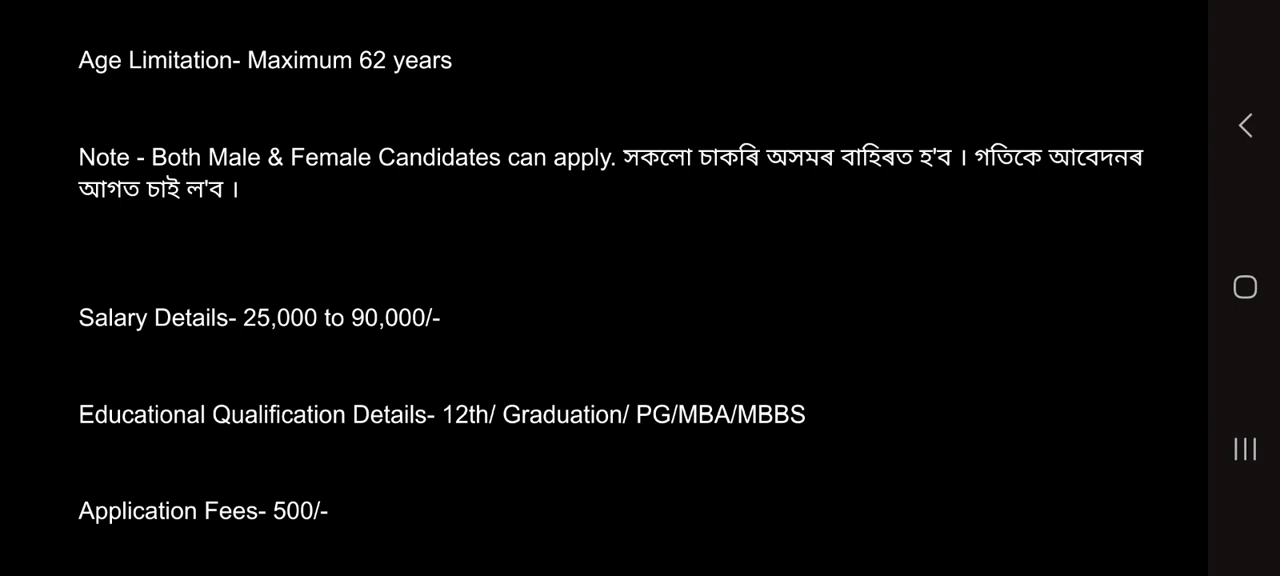 Age Limitation- Maximum 62 years
Note - Both Male & Female Candidates can apply. সকলো চাকৰি অসমৰ বাহিৰত হ'ব । গতিকে আবেদনৰ
আগত চাই ল'ব ।
Salary Details- 25,000 to 90,000/-
Educational Qualification Details- 12th/ Graduation/ PG/MBA/MBBS
Application Fees- 500/-